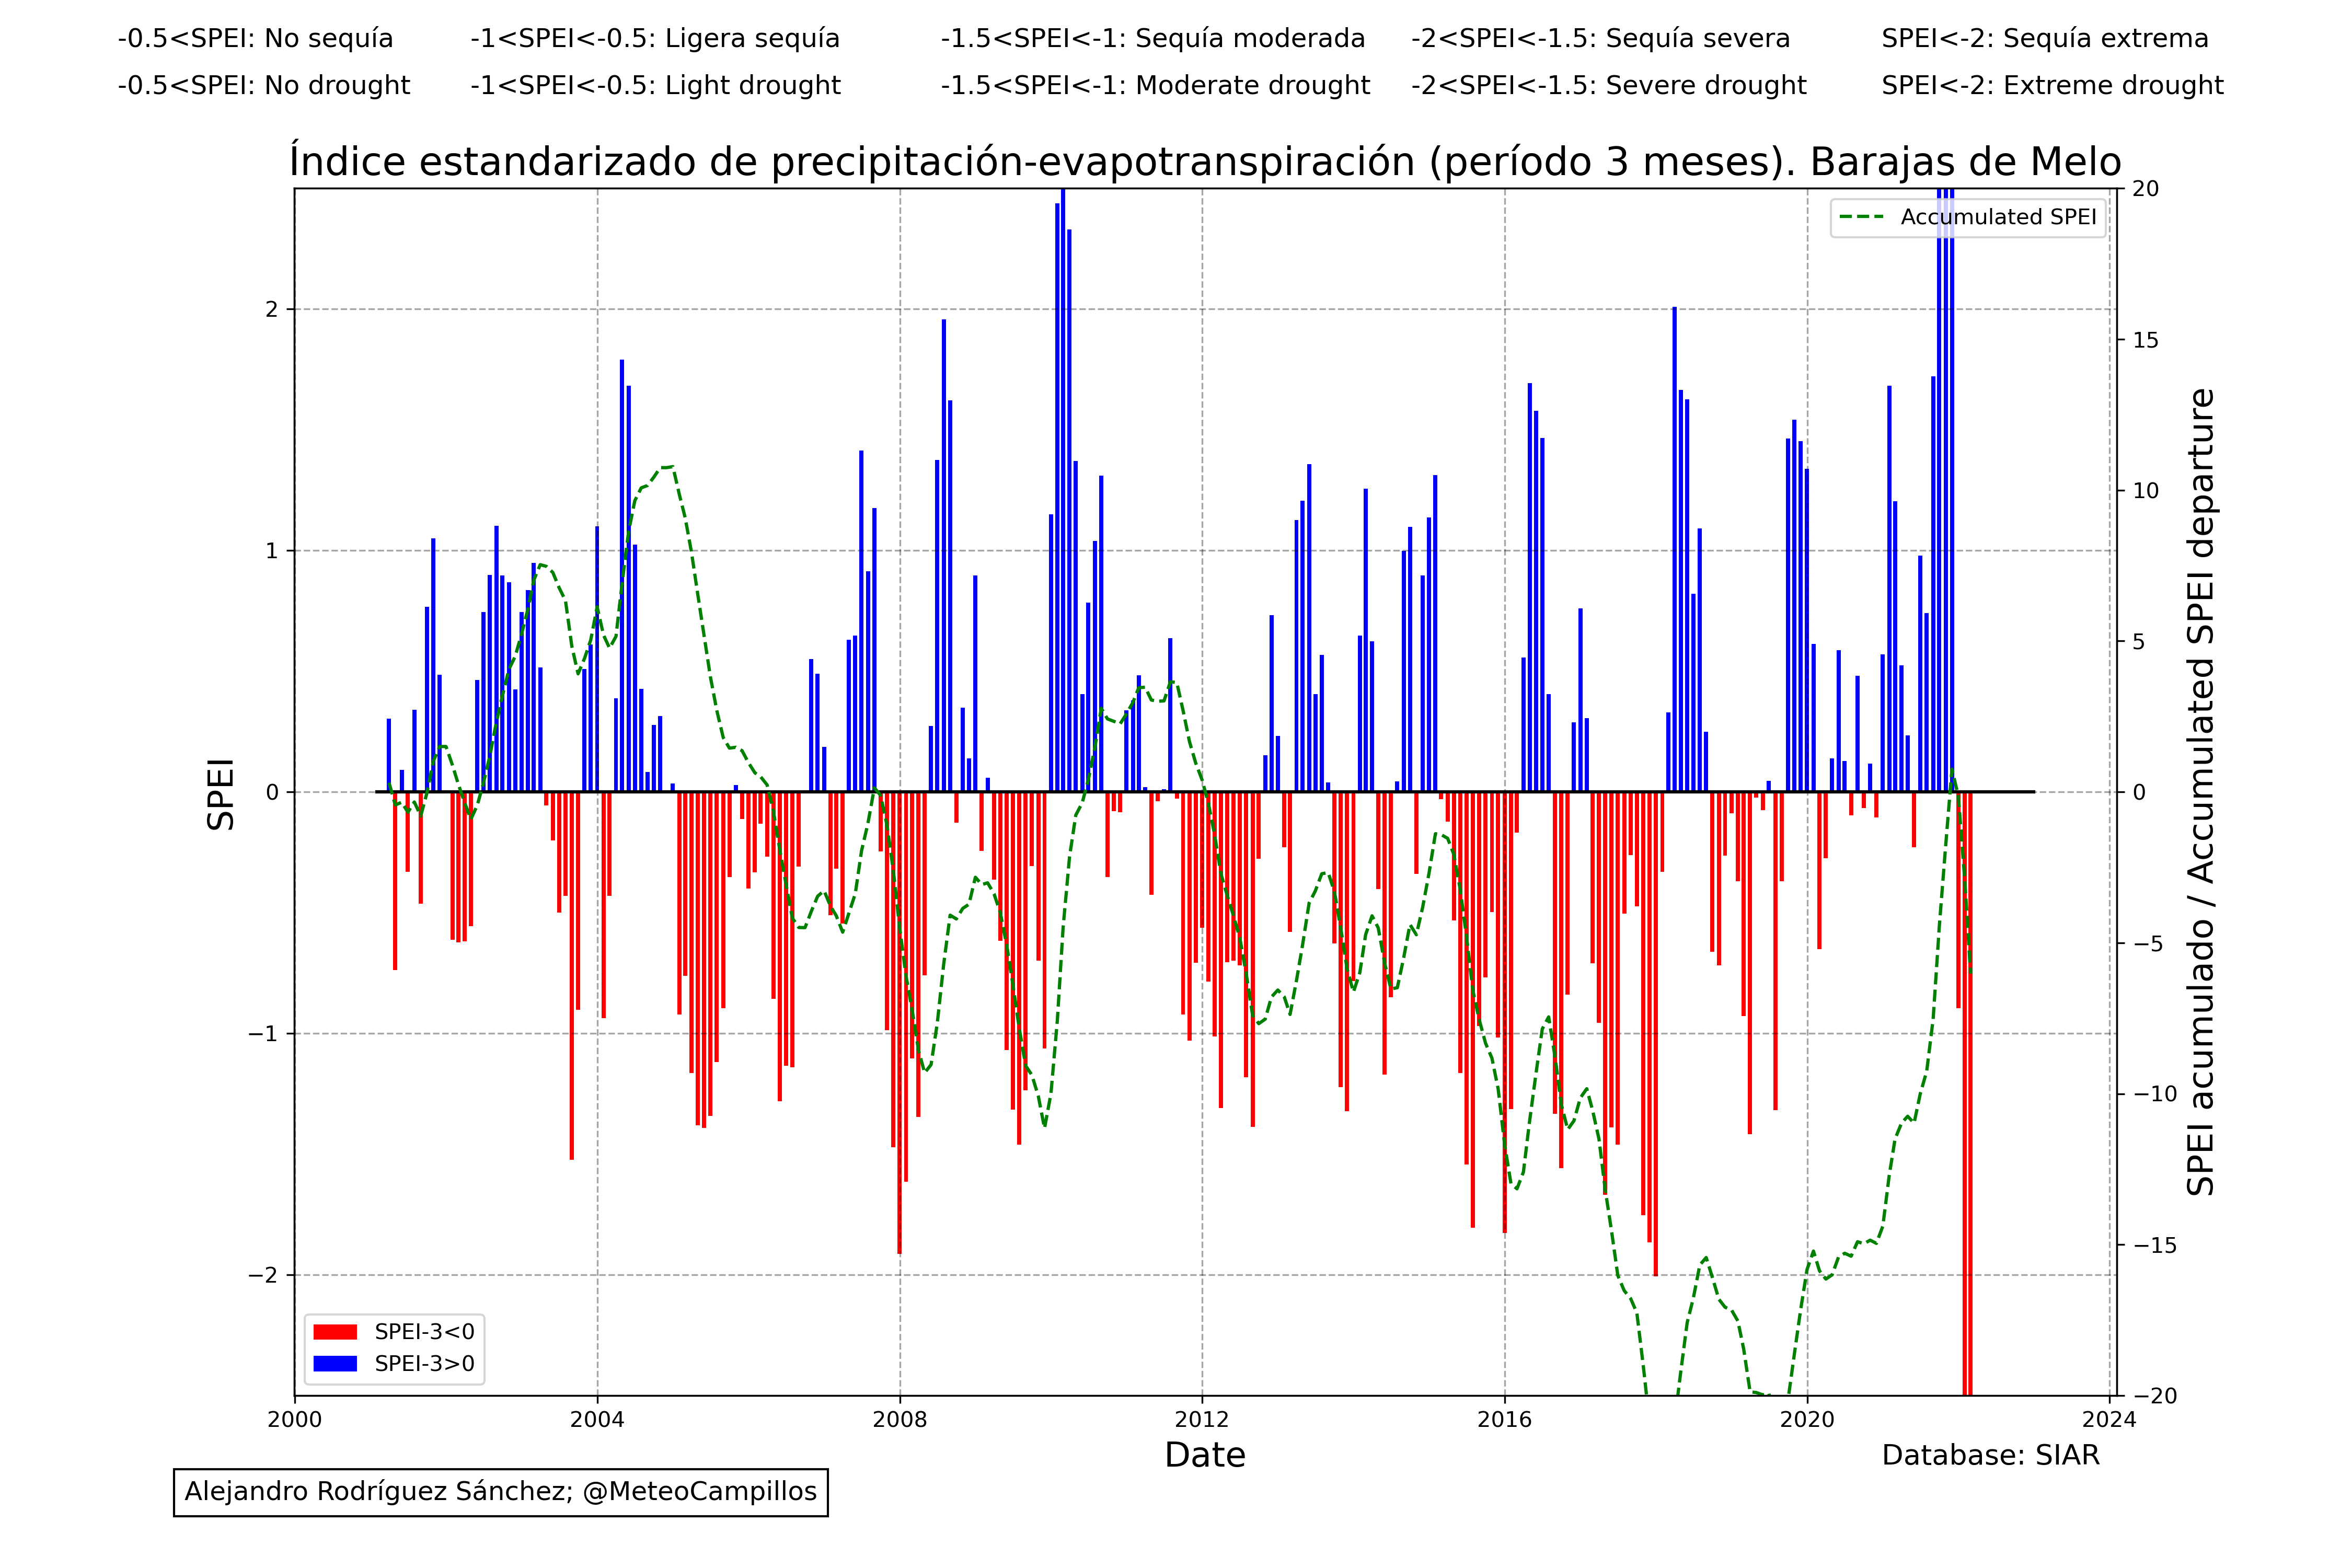 -0.5<SPEI: No sequía -1<SPEI<-0.5: Ligera sequía -1.5<SPEI<-1: Sequía moderada -2<SPEI<-1.5: Sequía severa SPEI<-2: Sequía extrema
-0.5<SPEI: No drought -1<SPEI<-0.5: Light drought -1.5<SPEI<-1: Moderate drought -2<SPEI<-1.5: Severe drought SPEI<-2: Extreme drought
Índice estandarizado de precipitación-evapotranspiración (período 3 meses). Barajas de Melo
Accumulated SPEI
SPEI
2
1
0
−1
−2
20
15
10
5
0
−5
−10
−15
−20
SPEI acumulado / Accumulated SPEI departure
SPEI-3<0
SPEI-3>0
2000 2004 2008 2012 2016 2020 2024
Date
Database: SIAR
Alejandro Rodríguez Sánchez; @MeteoCampillos